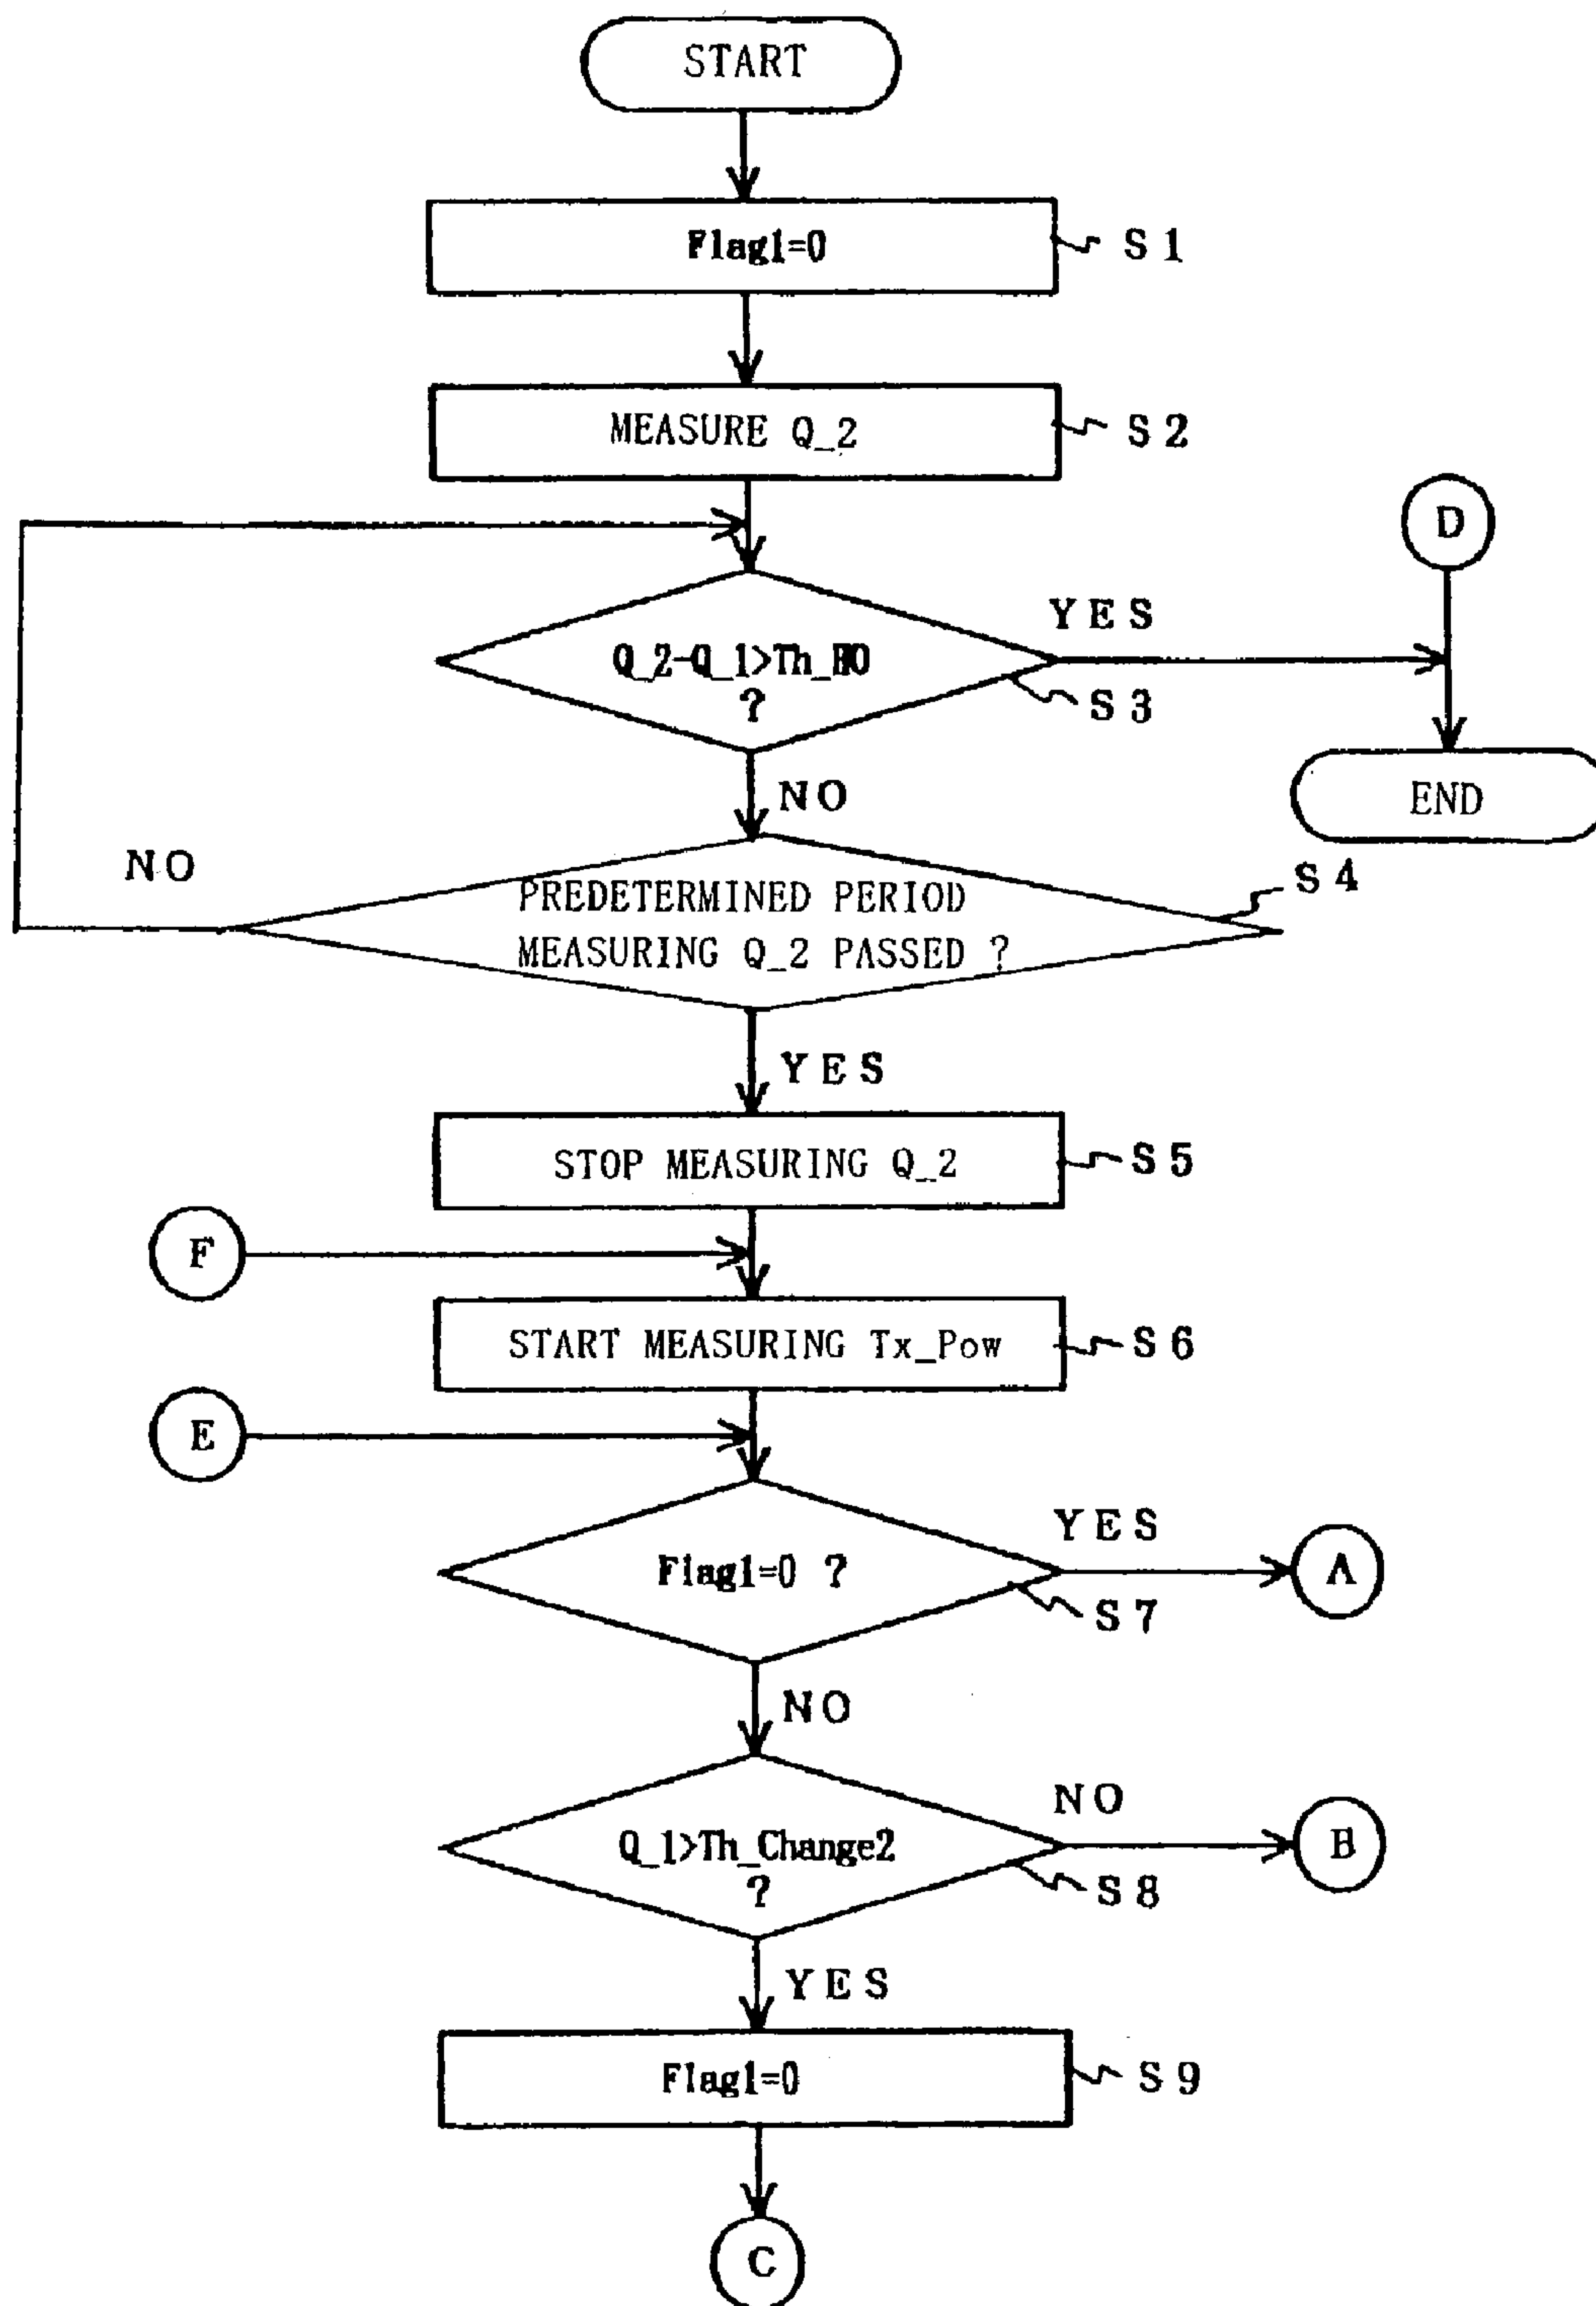 START
Flag1=0
S1
MEASURE Q_2
S2
D
YES
Q_2-Q_1>Th_HO
?
S3
NO
END
NO
S4
PREDETERMINED PERIOD
MEASURING Q_2 PASSED ?
YES
STOP MEASURING Q_2
S5
F
START MEASURING Tx_Pow
S6
E
YES
Flag1=0 ?
A
S7
NO
NO
Q_1>Th_Change2
?
B
S8
YES
Flag1=0
S9
C